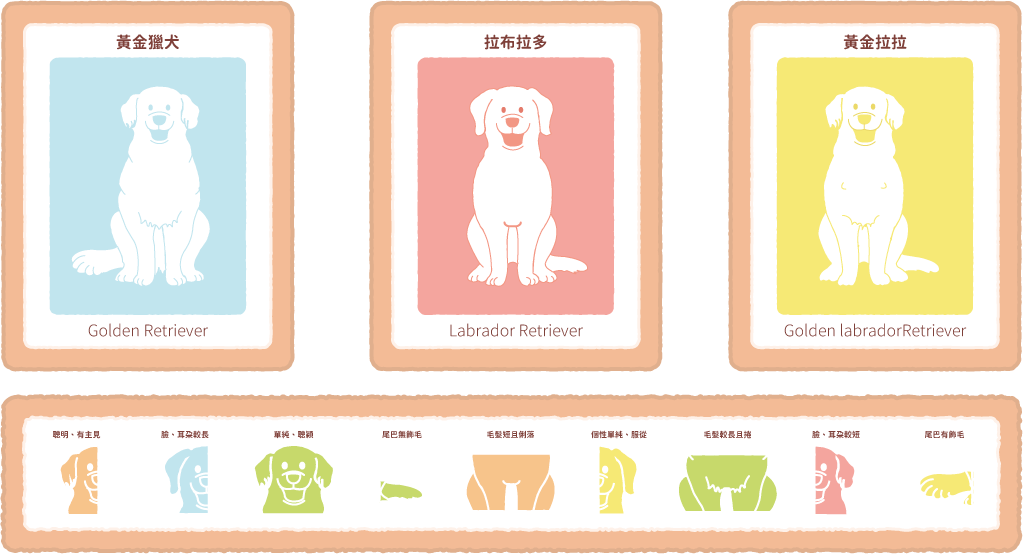 黃金獵犬
拉布拉多
黃金拉拉
Golden Retriever
Labrador Retriever
Golden labradorRetriever
聰明、有主見
臉、耳朶較長
單純、聰穎
尾巴無飾毛
毛髮短且俐落
個性單純、服從
毛髮較長且捲
臉、耳朶較短
尾巴有飾毛